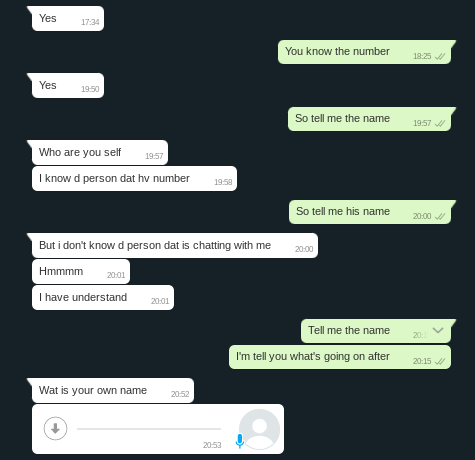 Yes 17:34
You know the number 18:25
Yes 19:50
So tell me the name 19:57
Who are you self 19:57
I know d person dat hv number 19:58
So tell me his name 20:00
But i don't know d person dat is chatting with me 20:00
Hmmmm 20:01
I have understand 20:01
Tell me the name
I'm tell you what's going on after 20:15
Wat is your own name 20:52
20:53